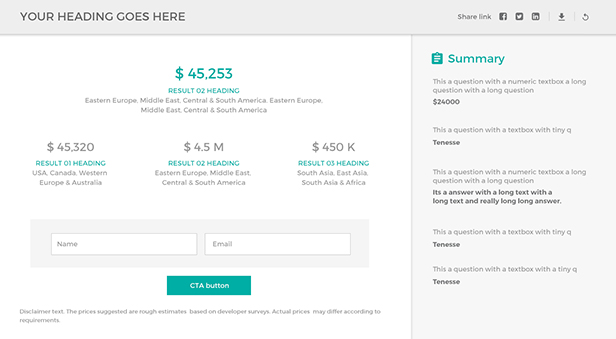 YOUR HEADING GOES HERE
Share link
$ 45,253
RESULT 02 HEADING
Eastern Europe, Middle East, Central & South America, Eastern Europe,
Middle East, Central & South America
$ 45,320
RESULT 01 HEADING
USA, Canada, Western
Europe & Australia
$ 4.5 M
RESULT 02 HEADING
Eastern Europe, Middle East,
Central & South America
$ 450 K
RESULT 03 HEADING
South Asia, East Asia,
South Asia & Africa
Name
Email
CTA button
Disclaimer text. The prices suggested are rough estimates based on developer surveys. Actual prices may differ according to
requirements.
Summary
This a question with a numeric textbox a long
question with a long question
$24000
This a question with a textbox with tiny q
Tenesse
This a question with a numeric textbox a long
question with a long question
Its a answer with a long text with a
long text and really long long answer.
This a question with a textbox with tiny q
Tenesse
This a question with a textbox with a tiny q
Tenesse